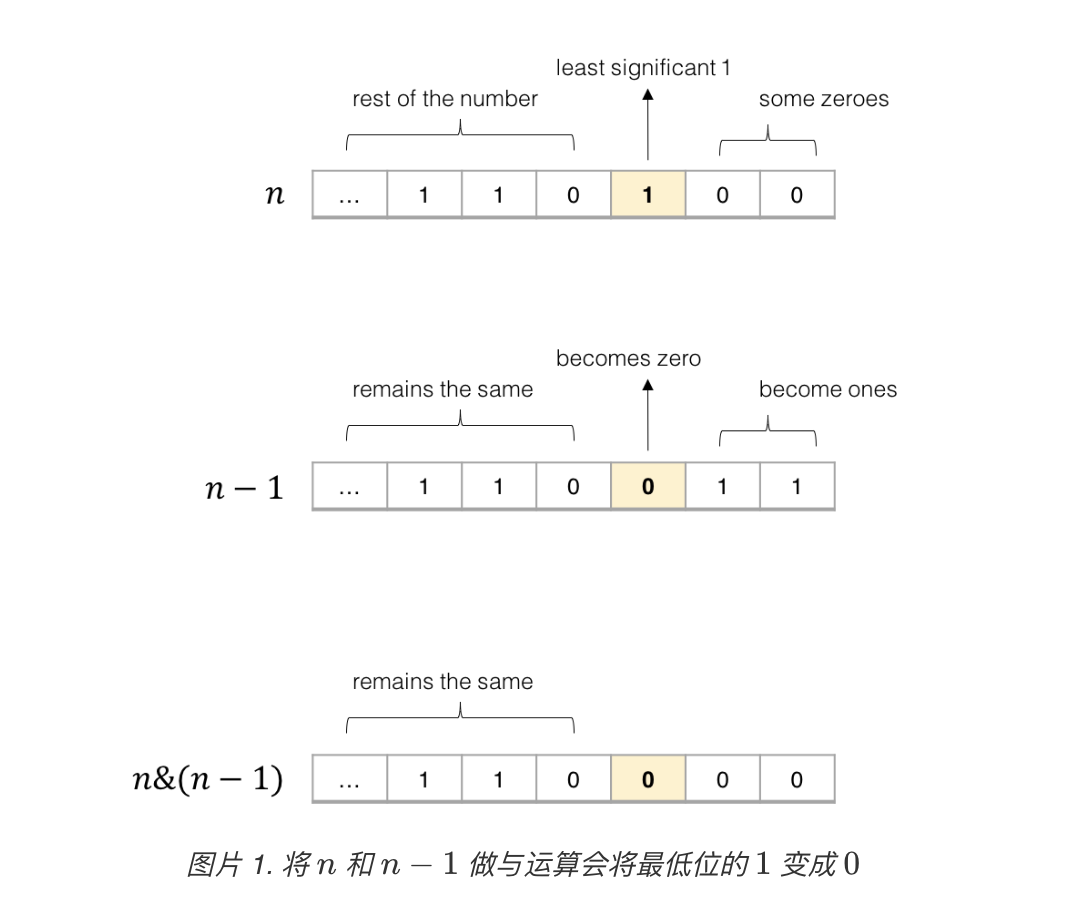 least significant 1
rest of the number
some zeroes
n ... 1 1 0 1 0 0
becomes zero
remains the same
become ones
n − 1 ... 1 1 0 0 1 1
remains the same
n&(n − 1) ... 1 1 0 0 0 0
图片 1. 将 n 和 n − 1 做与运算会将最低位的 1 变成 0